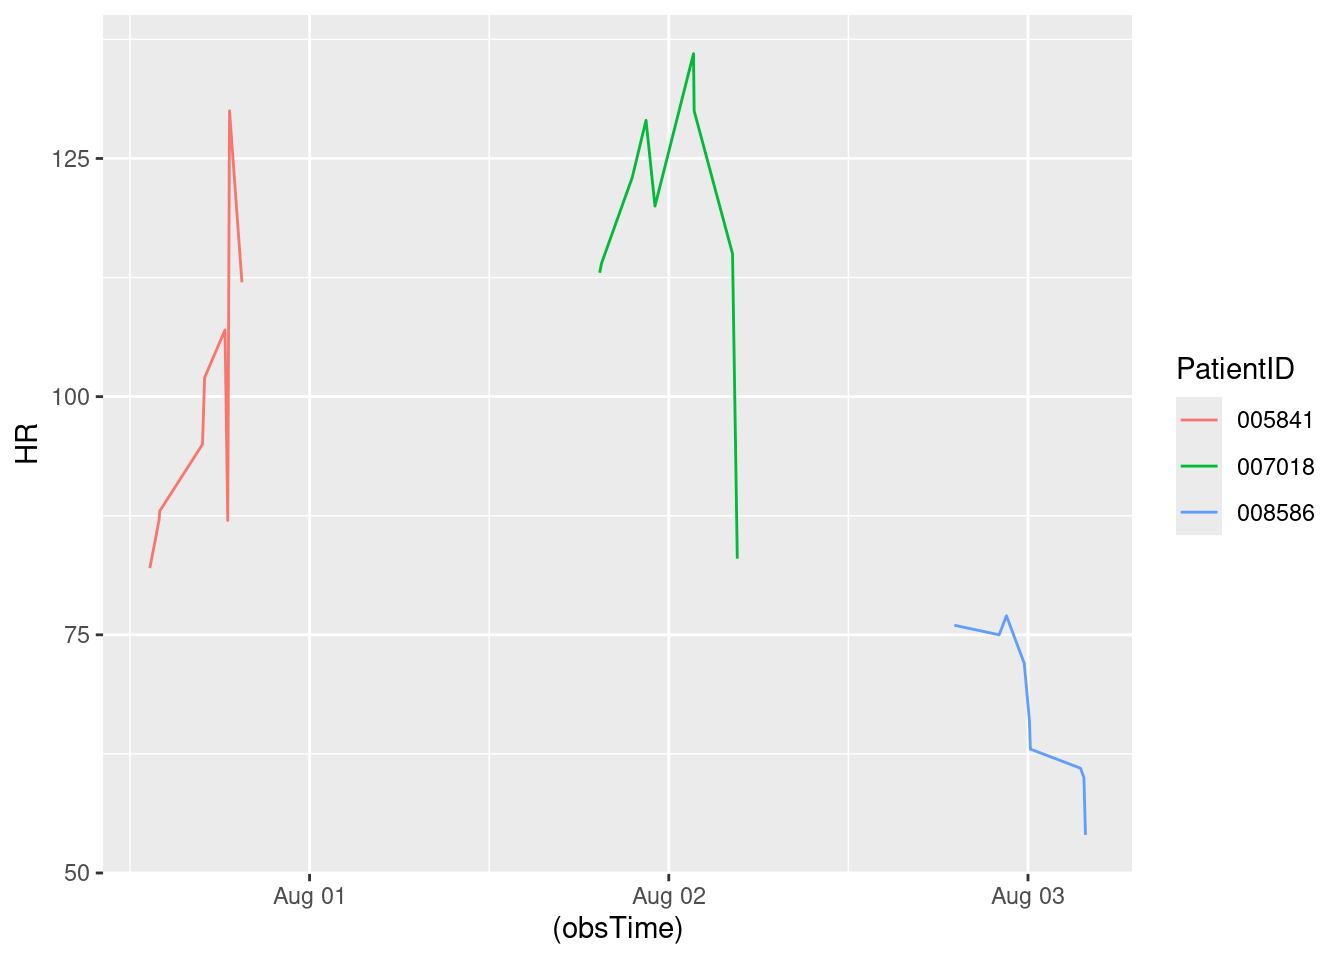 HR
125
100
75
50
Aug 01
Aug 02
Aug 03
(obsTime)
PatientID
005841
007018
008586